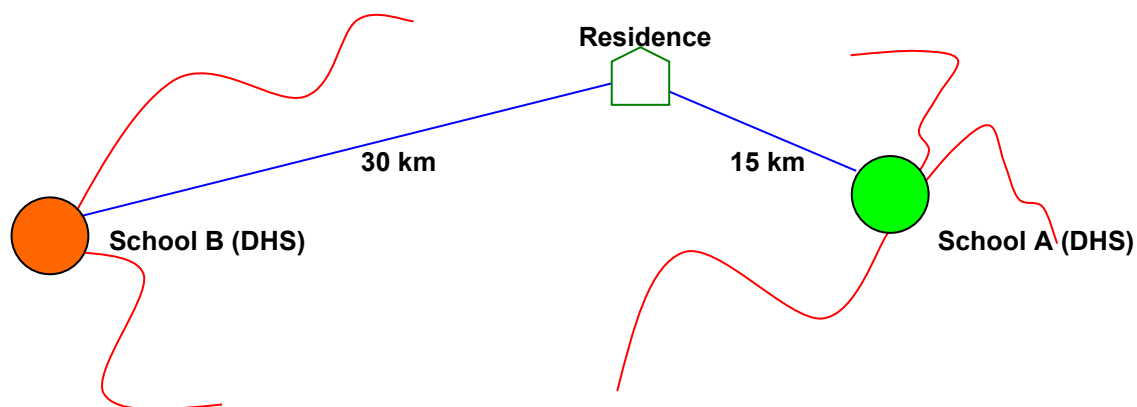 Residence
30 km
15 km
School B (DHS)
School A (DHS)